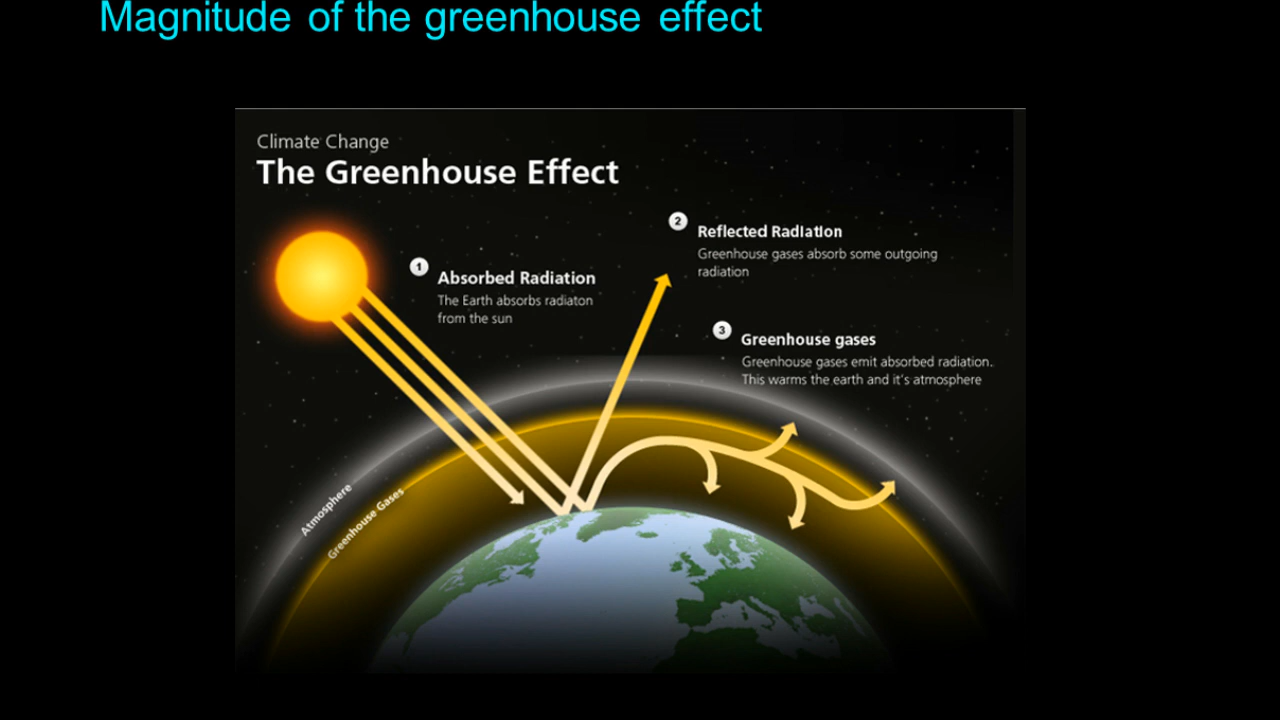 Magnitude of the greenhouse effect
Climate Change
The Greenhouse Effect
1
Absorbed Radiation
The Earth absorbs radiaton
from the sun
2
Reflected Radiation
Greenhouse gases absorb some outgoing
radiation
3
Greenhouse gases
Greenhouse gases emit absorbed radiation.
This warms the earth and it's atmosphere
Atmosphere
Greenhouse Gases